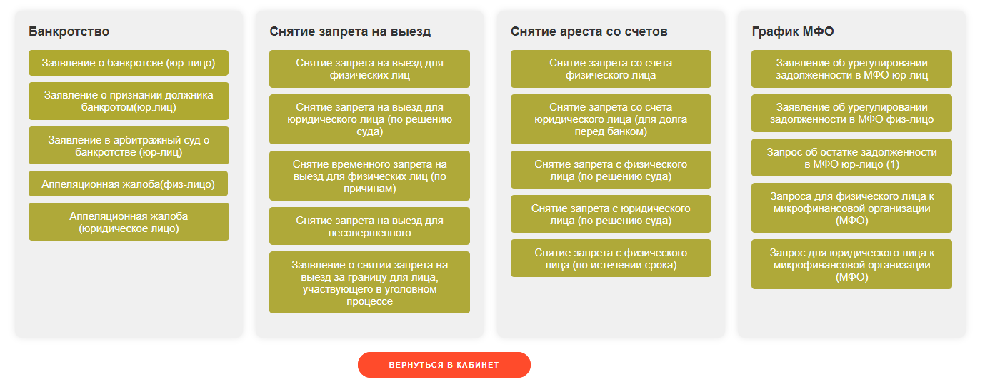 Банкротство
Заявление о банкротсве (юр-лицо)
Заявление о признании должника
банкротом(юр.лиц)
Заявление в арбитражный суд о
банкротстве (юр-лиц)
Аппеляционная жалоба(физ-лицо)
Аппеляционная жалоба
(юридическое лицо)
Снятие запрета на выезд
Снятие запрета на выезд для
физических лиц
Снятие запрета на выезд для
юридического лица (по решению
суда)
Снятие временного запрета на
выезд для физических лиц (по
причинам)
Снятие запрета на выезд для
несовершенного
Заявление о снятии запрета на
выезд за границу для лица,
участвующего в уголовном
процессе
Снятие ареста со счетов
Снятие запрета со счета
физического лица
Снятие запрета со счета
юридического лица (для долга
перед банком)
Снятие запрета с физического
лица (по решению суда)
Снятие запрета с юридического
лица (по решению суда)
Снятие запрета с физического
лица (по истечении срока)
График МФО
Заявление об урегулировании
задолженности в МФО юр-лиц
Заявление об урегулировании
задолженности в МФО физ-лицо
Запрос об остатке задолженности
в МФО юр-лицо (1)
Запроса для физического лица к
микрофинансовой организации
(МФО)
Запрос для юридического лица к
микрофинансовой организации
(МФО)
ВЕРНУТЬСЯ В КАБИНЕТ